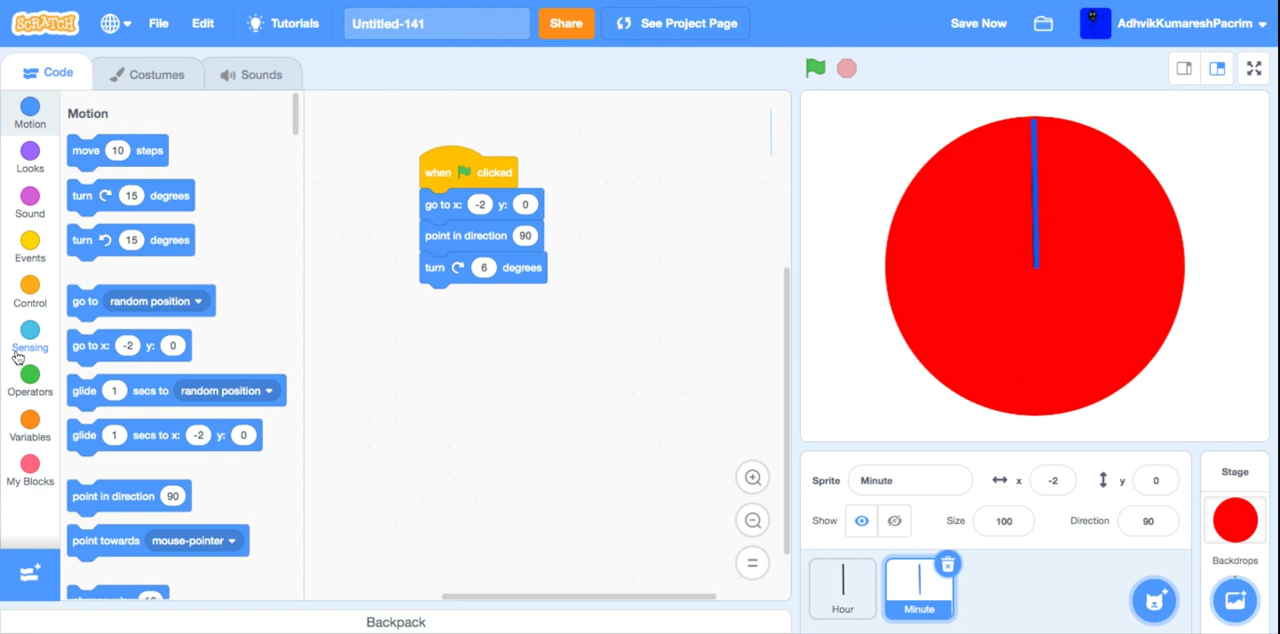 SCRATCH File Edit Tutorials Untitled-141 Share See Project Page Save Now AdhvikKumareshPacrim
Code Costumes Sounds
Motion
Looks
Sound
Events
Control
Sensing
Operators
Variables
My Blocks
Motion
move 10 steps
turn 15 degrees
turn 15 degrees
go to random position
go to x: -2 y: 0
glide 1 secs to random position
glide 1 secs to x: -2 y: 0
point in direction 90
point towards mouse-pointer
when clicked
go to x: -2 y: 0
point in direction 90
turn 6 degrees
Backpack
Sprite Minute x -2 y 0
Show Size 100 Direction 90
Hour Minute
Stage
Backdrops